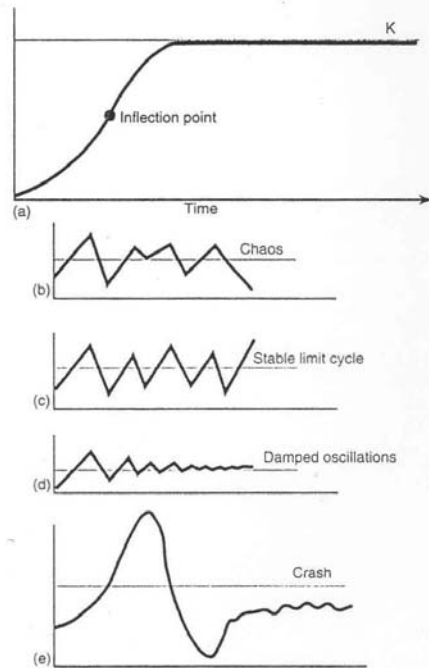 K
Inflection point
(a)
Time
Chaos
(b)
Stable limit cycle
(c)
Damped oscillations
(d)
Crash
(e)